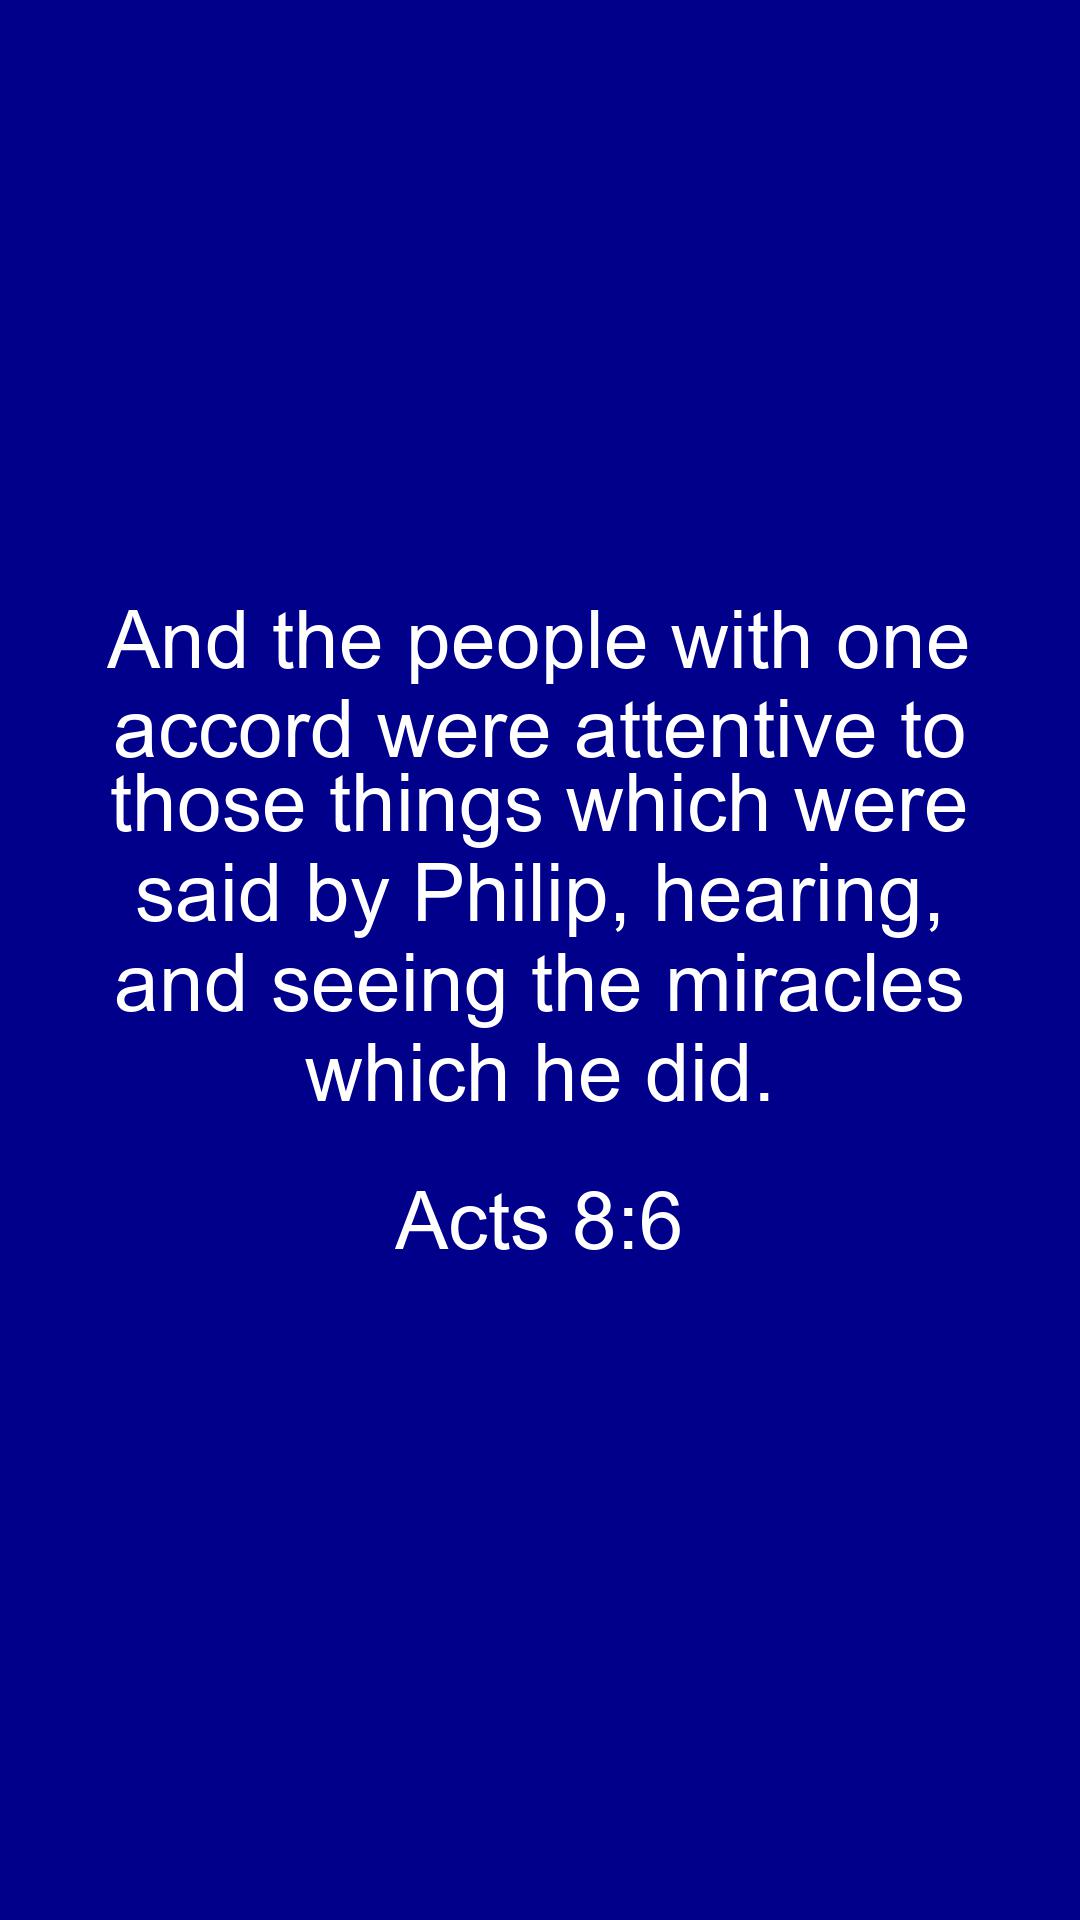 And the people with one
accord were attentive to
those things which were
said by Philip, hearing,
and seeing the miracles
which he did.
Acts 8:6